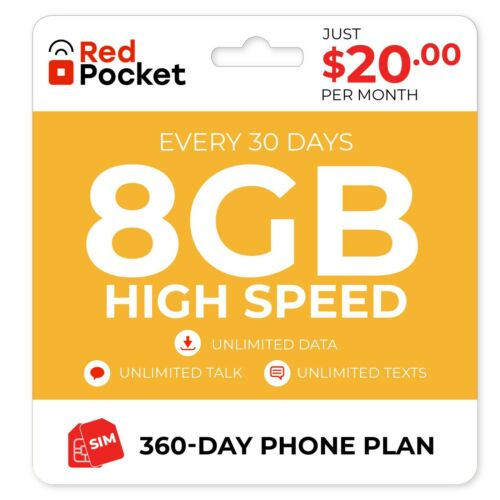 Red
Pocket
JUST
$20.00
PER MONTH
EVERY 30 DAYS
8GB
HIGH SPEED
UNLIMITED DATA
UNLIMITED TALK
UNLIMITED TEXTS
SIM
360-DAY PHONE PLAN